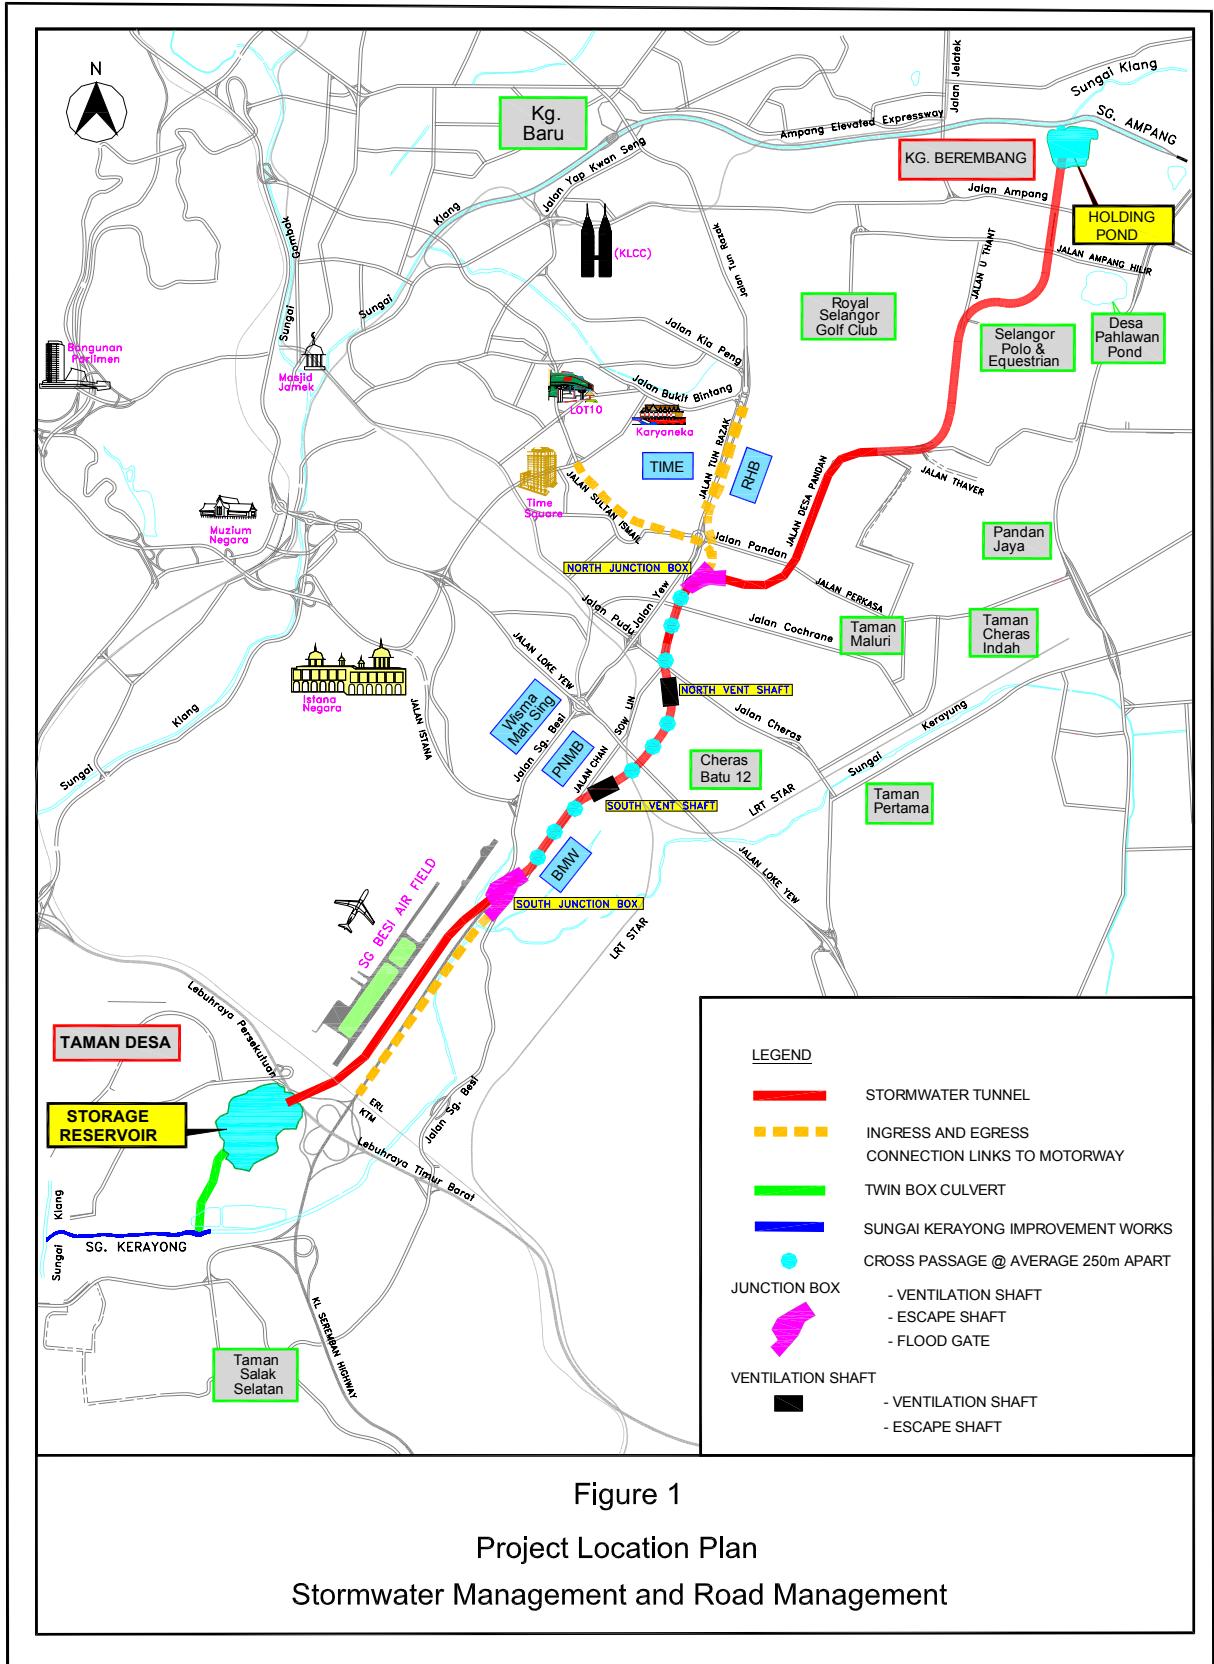 N
Kg.
Baru
Jalan Jelatek
Sungai Klang
SG. AMPANG
Ampang Elevated Expressway
KG. BEREMBANG
Jalan Yap Kwan Seng
Jalan Ampang
HOLDING
POND
Klang
Sungai
Gombak
Sungai
(KLCC)
Jalan Tun Razak
JALAN U THANT
JALAN AMPANG HILIR
Royal
Selangor
Golf Club
Selangor
Polo &
Equestrian
Desa
Pahlawan
Pond
Bangunan
Parlimen
Masjid
Jamek
Jalan Kia Peng
Jalan Bukit Bintang
LOT10
Karyaneka
TIME
RHB
JALAN TUN RAZAK
JALAN DESA PANDAN
JALAN THAVER
JALAN SULTAN ISMAIL
Time
Square
Muzium
Negara
Jalan Pandan
Pandan
Jaya
NORTH JUNCTION BOX
JALAN PERKASA
Jalan Yew
Jalan Pudu
Jalan Cochrane
Taman
Maluri
Taman
Cheras
Indah
JALAN LOKE YEW
Istana
Negara
JALAN ISTANA
NORTH VENT SHAFT
Wisma
Mah Sing
Jalan Sg. Besi
SOW LIN
JALAN CHAN
PNMB
Jalan Cheras
Kerayung
Sungai
Klang
Sungai
Cheras
Batu 12
Taman
Pertama
SOUTH VENT SHAFT
LRT STAR
JALAN LOKE YEW
BMW
SG BESI AIR FIELD
SOUTH JUNCTION BOX
LRT STAR
Lebuhraya Persekutuan
TAMAN DESA
STORAGE
RESERVOIR
ERL
KTM
Jalan Sg. Besi
Lebuhraya Timur Barat
Klang
Sungai
SG. KERAYONG
KL SEREMBAN HIGHWAY
Taman
Salak
Selatan
LEGEND
STORMWATER TUNNEL
INGRESS AND EGRESS
CONNECTION LINKS TO MOTORWAY
TWIN BOX CULVERT
SUNGAI KERAYONG IMPROVEMENT WORKS
CROSS PASSAGE @ AVERAGE 250m APART
JUNCTION BOX
- VENTILATION SHAFT
- ESCAPE SHAFT
- FLOOD GATE
VENTILATION SHAFT
- VENTILATION SHAFT
- ESCAPE SHAFT
Figure 1
Project Location Plan
Stormwater Management and Road Management